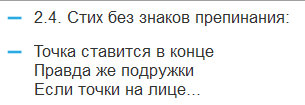 2.4. Стих без знаков препинания:
Точка ставится в конце
Правда же подружки
Если точки на лице...